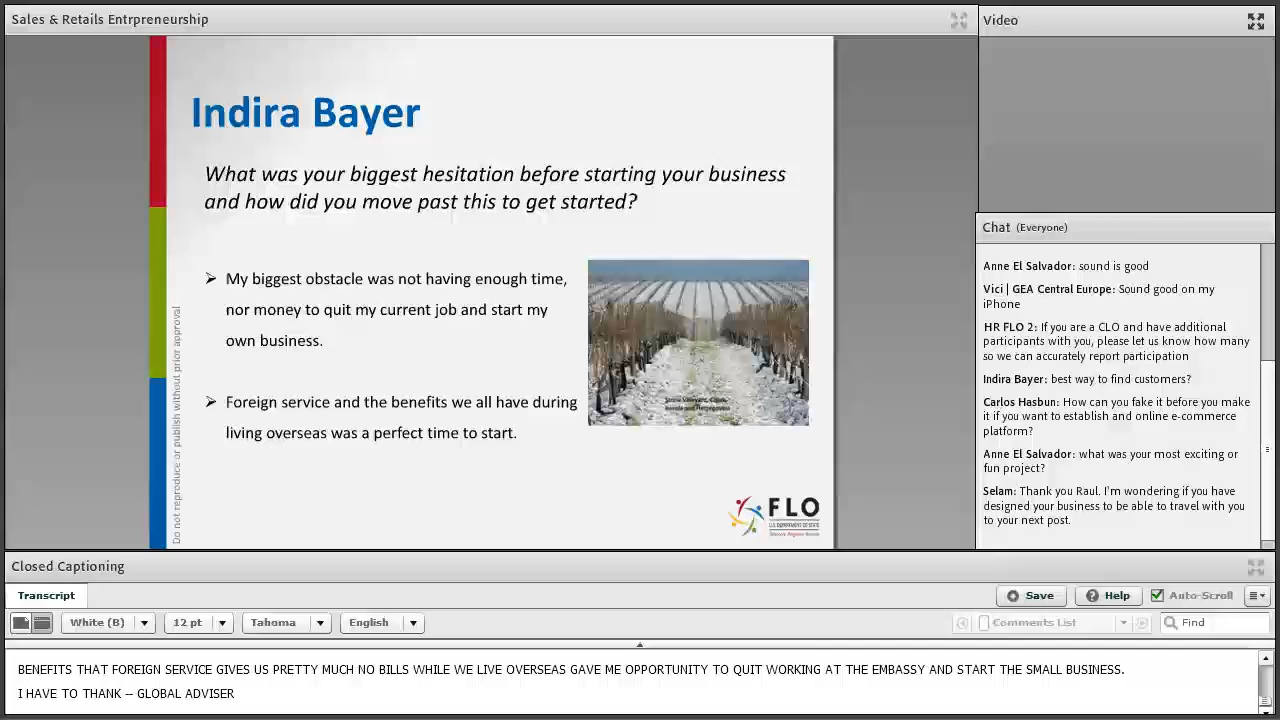 Sales & Retails Entrpreneurship
Indira Bayer
What was your biggest hesitation before starting your business
and how did you move past this to get started?
My biggest obstacle was not having enough time,
nor money to quit my current job and start my
own business.
Foreign service and the benefits we all have during
living overseas was a perfect time to start.
Do not reproduce or publish without prior approval
FLO
U.S. DEPARTMENT OF STATE
Video
Chat (Everyone)
Anne El Salvador: sound is good
Vici | GEA Central Europe: Sound good on my
iPhone
HR FLO 2: If you are a CLO and have additional
participants with you, please let us know how many
so we can accurately report participation
Indira Bayer: best way to find customers?
Carlos Hasbun: How can you fake it before you make
it if you want to establish and online e-commerce
platform?
Anne El Salvador: what was your most exciting or
fun project?
Selam: Thank you Raul. I'm wondering if you have
designed your business to be able to travel with you
to your next post.
Closed Captioning
Transcript
Save
Help
Auto-Scroll
White (B)
12 pt
Tahoma
English
Comments List
Find
BENEFITS THAT FOREIGN SERVICE GIVES US PRETTY MUCH NO BILLS WHILE WE LIVE OVERSEAS GAVE ME OPPORTUNITY TO QUIT WORKING AT THE EMBASSY AND START THE SMALL BUSINESS.
I HAVE TO THANK -- GLOBAL ADVISER